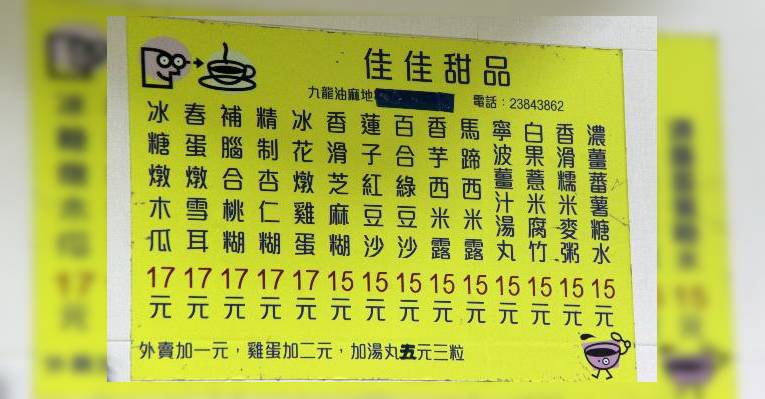 佳佳甜品
九龍油麻地
電話：23843862
冰糖燉木瓜 17元
春蛋燉雪耳 17元
補腦合桃糊 17元
精制杏仁糊 17元
冰花燉雞蛋 17元
香滑芝麻糊 15元
蓮子紅豆沙 15元
百合綠豆沙 15元
香芋西米露 15元
馬蹄西米露 15元
寧波薑汁湯丸 15元
白果薏米腐竹 15元
香滑糯米麥粥 15元
濃薑蕃薯糖水 15元
外賣加一元，雞蛋加二元，加湯丸五元三粒